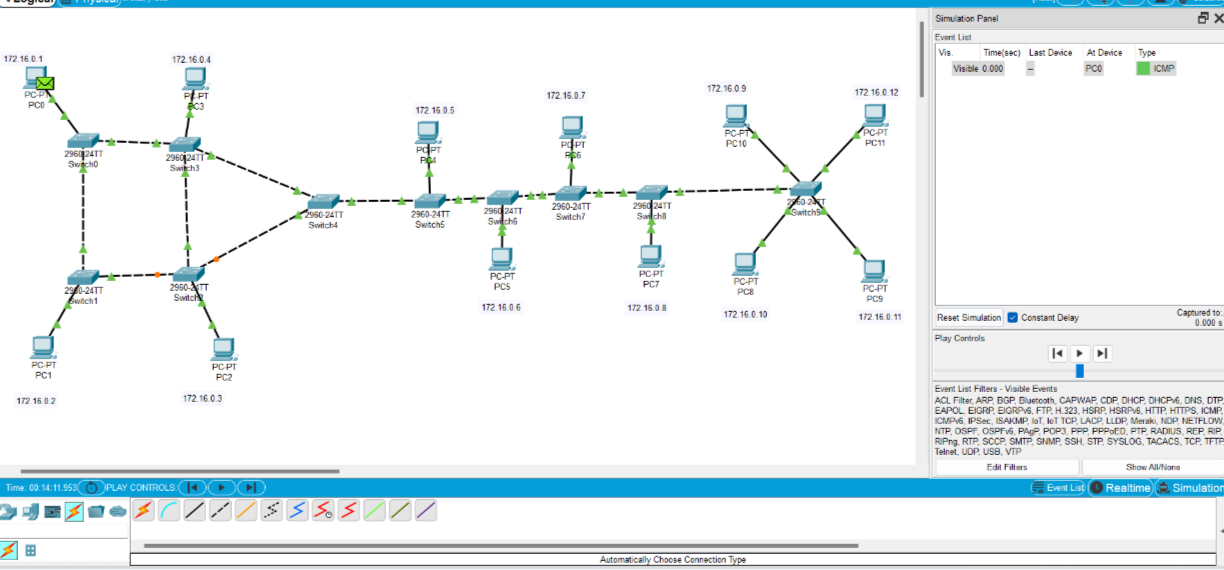 Logical
Physical
Simulation Panel
Event List
Vis. Time(sec) Last Device At Device Type
Visible 0.000 -- PC0 ICMP
172.16.0.1
PC-PT
PC0
172.16.0.4
PC-PT
PC3
172.16.0.5
PC-PT
PC4
172.16.0.7
PC-PT
PC6
172.16.0.9
PC-PT
PC10
172.16.0.12
PC-PT
PC11
2960-24TT
Switch0
2960-24TT
Switch3
2960-24TT
Switch4
2960-24TT
Switch5
2960-24TT
Switch6
2960-24TT
Switch7
2960-24TT
Switch8
2960-24TT
Switch9
2960-24TT
Switch1
2960-24TT
Switch2
PC-PT
PC5
172.16.0.6
PC-PT
PC7
172.16.0.8
PC-PT
PC8
172.16.0.10
PC-PT
PC9
172.16.0.11
PC-PT
PC1
172.16.0.2
PC-PT
PC2
172.16.0.3
Reset Simulation Constant Delay
Captured to:
0.000 s
Play Controls
Event List Filters - Visible Events
ACL Filter, ARP, BGP, Bluetooth, CAPWAP, CDP, DHCP, DHCPv6, DNS, DTP,
EAPOL, EIGRP, EIGRPv6, FTP, H.323, HSRP, HSRPv6, HTTP, HTTPS, ICMP,
ICMPv6, IPSec, ISAKMP, IoT, IoT TCP, LACP, LLDP, Meraki, NDP, NETFLOW,
NTP, OSPF, OSPFv6, PAgP, POP3, PPP, PPPoED, PTP, RADIUS, REP, RIP,
RIPng, RTP, SCCP, SMTP, SNMP, SSH, STP, SYSLOG, TACACS, TCP, TFTP,
Telnet, UDP, USB, VTP
Edit Filters Show All/None
Time: 00:14:11.953 PLAY CONTROLS:
Event List Realtime Simulation
Automatically Choose Connection Type